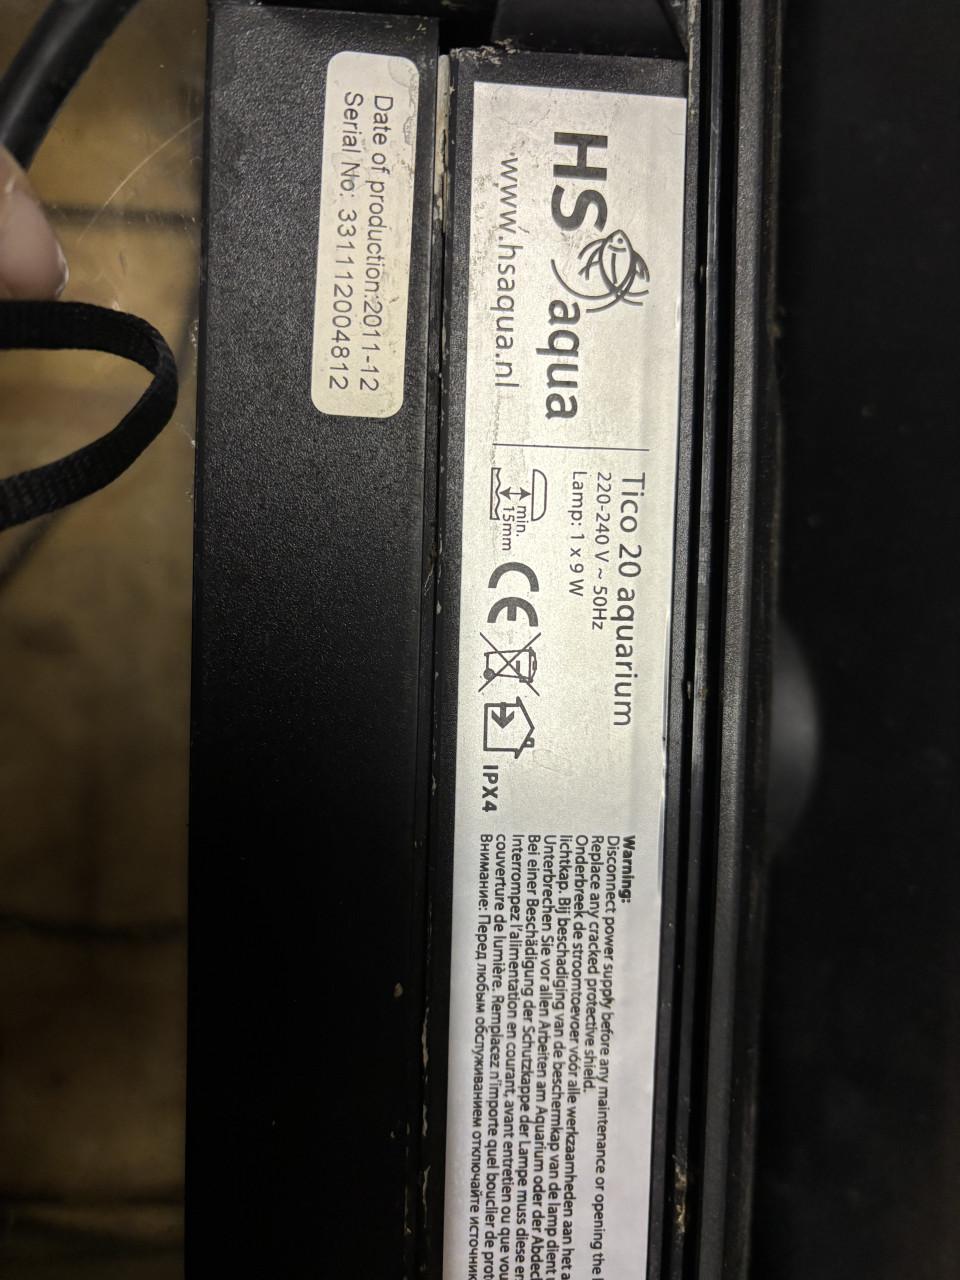 HS aqua
www.hsaqua.nl
Tico 20 aquarium
220-240 V ~ 50Hz
Lamp: 1 x 9 W
min.
15mm
CE
IPX4
Warning:
Disconnect power supply before any maintenance or opening the
Replace any cracked protective shield.
Onderbreek de stroomtoevoer vóór alle werkzaamheden aan het
lichtkap. Bij beschadiging van de beschermkap van de lamp dient
Unterbrechen Sie vor allen Arbeiten am Aquarium oder der
Bei einer Beschädigung der Schutzkappe der Lampe muss diese
Interrompez l'alimentation en courant, avant entretien ou que
couverture de lumière. Remplacez n'importe quel bouclier de
Внимание: Перед любым обслуживанием отключайте
Date of production:2011-12
Serial No: 3311112004812